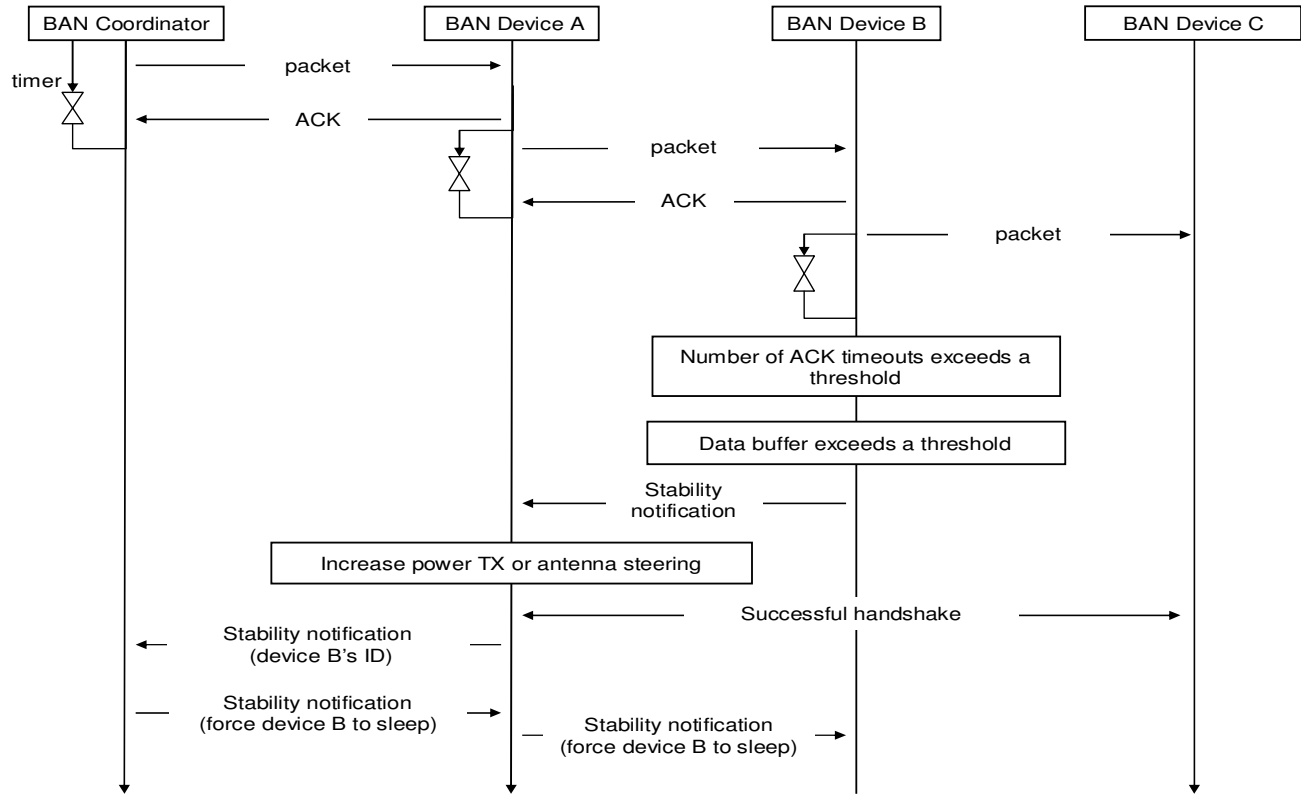 BAN Coordinator
BAN Device A
BAN Device B
BAN Device C
timer
packet
ACK
packet
ACK
packet
Number of ACK timeouts exceeds a
threshold
Data buffer exceeds a threshold
Stability
notification
Increase power TX or antenna steering
Successful handshake
Stability notification
(device B's ID)
Stability notification
(force device B to sleep)
Stability notification
(force device B to sleep)